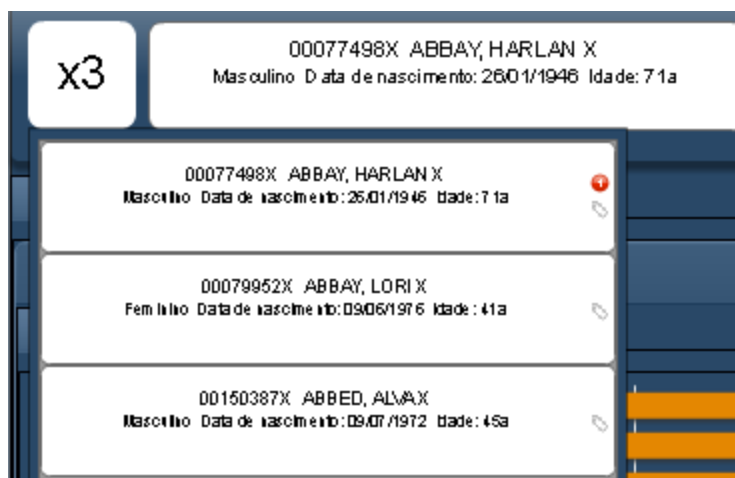 x3
00077498X ABBAY, HARLAN X
Masculino Data de nascimento: 26/01/1946 Idade: 71a
00077498X ABBAY, HARLAN X
Masculino Data de nascimento: 26/01/1946 Idade: 71a
00079952X ABBAY, LORI X
Feminino Data de nascimento: 09/06/1976 Idade: 41a
00150387X ABBED, ALVA X
Masculino Data de nascimento: 09/07/1972 Idade: 45a